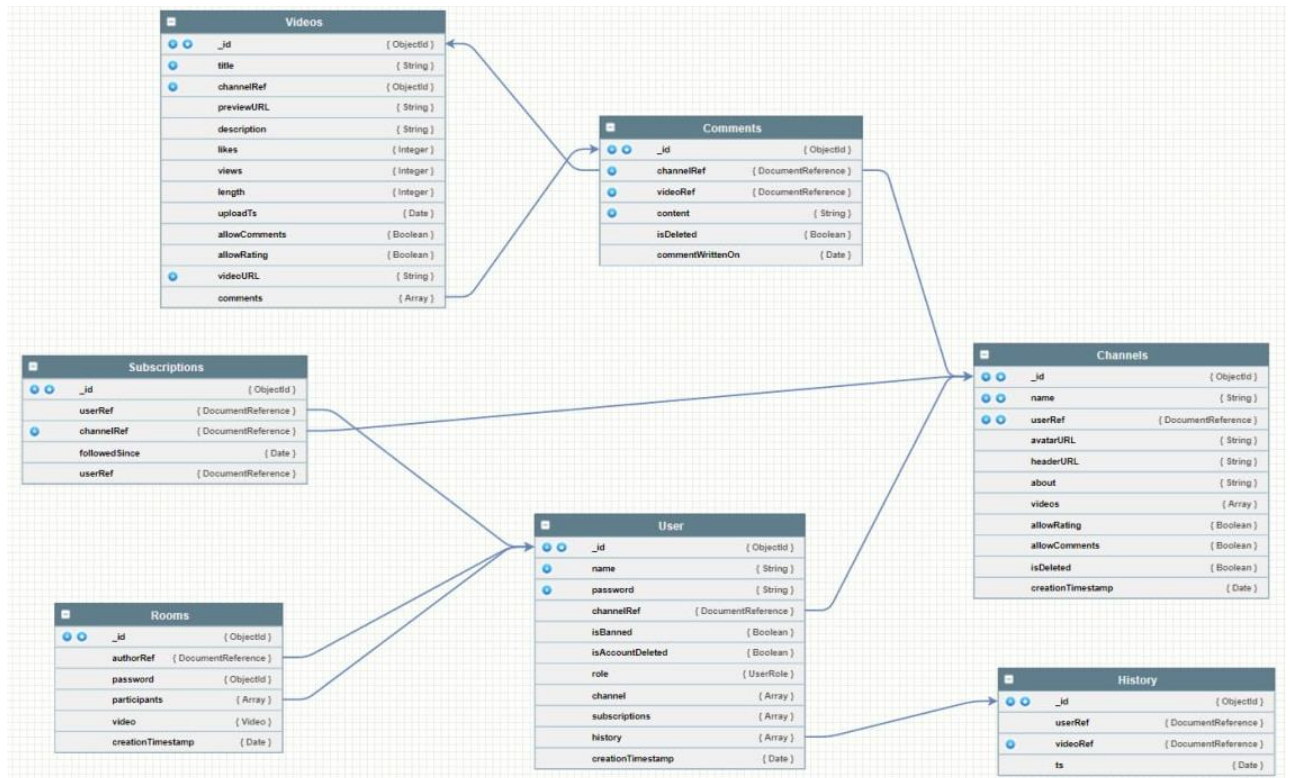 Videos
_id { ObjectId }
title { String }
channelRef { ObjectId }
previewURL { String }
description { String }
likes { Integer }
views { Integer }
length { Integer }
uploadTs { Date }
allowComments { Boolean }
allowRating { Boolean }
videoURL { String }
comments { Array }
Comments
_id { ObjectId }
channelRef { DocumentReference }
videoRef { DocumentReference }
content { String }
isDeleted { Boolean }
commentWrittenOn { Date }
Subscriptions
_id { ObjectId }
userRef { DocumentReference }
channelRef { DocumentReference }
followedSince { Date }
userRef { DocumentReference }
Channels
_id { ObjectId }
name { String }
userRef { DocumentReference }
avatarURL { String }
headerURL { String }
about { String }
videos { Array }
allowRating { Boolean }
allowComments { Boolean }
isDeleted { Boolean }
creationTimestamp { Date }
User
_id { ObjectId }
name { String }
password { String }
channelRef { DocumentReference }
isBanned { Boolean }
isAccountDeleted { Boolean }
role { UserRole }
channel { Array }
subscriptions { Array }
history { Array }
creationTimestamp { Date }
Rooms
_id { ObjectId }
authorRef { DocumentReference }
password { ObjectId }
participants { Array }
video { Video }
creationTimestamp { Date }
History
_id { ObjectId }
userRef { DocumentReference }
videoRef { DocumentReference }
ts { Date }